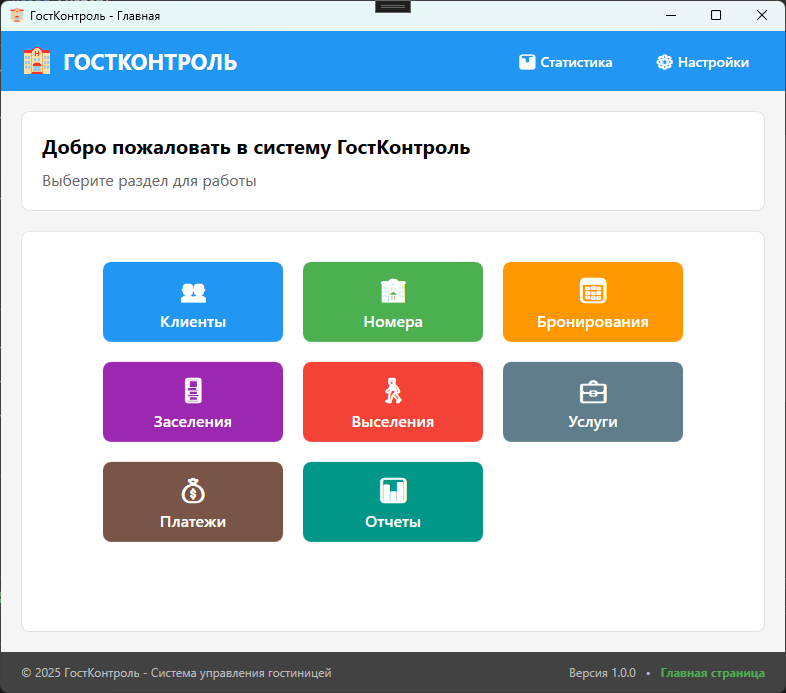 ГостКонтроль - Главная
ГОСТКОНТРОЛЬ
Статистика
Настройки
Добро пожаловать в систему ГостКонтроль
Выберите раздел для работы
Клиенты
Номера
Бронирования
Заселения
Выселения
Услуги
Платежи
Отчеты
© 2025 ГостКонтроль - Система управления гостиницей
Версия 1.0.0 • Главная страница